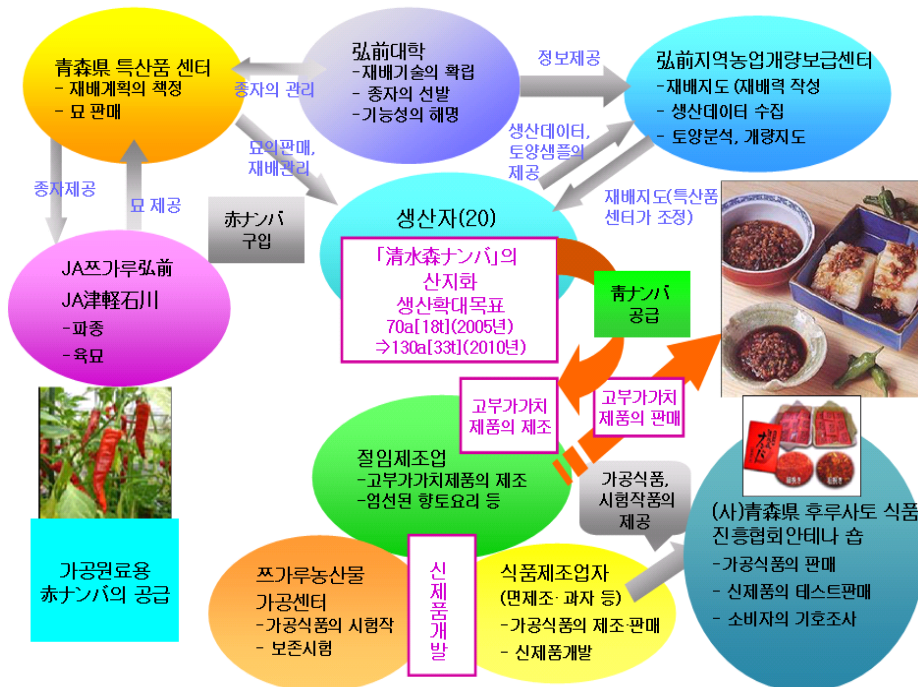 青森県 특산품 센터
- 재배계획의 책정
- 묘 판매
종자의 관리
弘前대학
-재배기술의 확립
- 종자의 선발
-기능성의 해명
정보제공
弘前지역농업개량보급센터
- 재배지도 (재배력 작성
- 생산데이터 수집
- 토양분석, 개량지도
종자제공
묘 제공
묘의판매,
재배관리
생산데이터,
토양샘플의
제공
재배지도(특산품
센터가 조정)
赤ナンバ
구입
생산자(20)
「清水森ナンバ」의
산지화
생산확대목표
70a[18t](2005년)
⇒130a[33t](2010년)
青ナンバ
공급
JA쯔가루弘前
JA津軽石川
-파종
-육묘
고부가가치
제품의 제조
고부가가치
제품의 판매
절임제조업
-고부가가치제품의 제조
-엄선된 향토요리 등
가공식품,
시험작품의
제공
(사)青森県 후루사토 식품
진흥협회안테나 숍
-가공식품의 판매
- 신제품의 테스트판매
- 소비자의 기호조사
가공원료용
赤ナンバ의 공급
쯔가루농산물
가공센터
-가공식품의 시험작
- 보존시험
신제품개발
식품제조업자
(면제조·과자 등)
-가공식품의 제조·판매
- 신제품개발